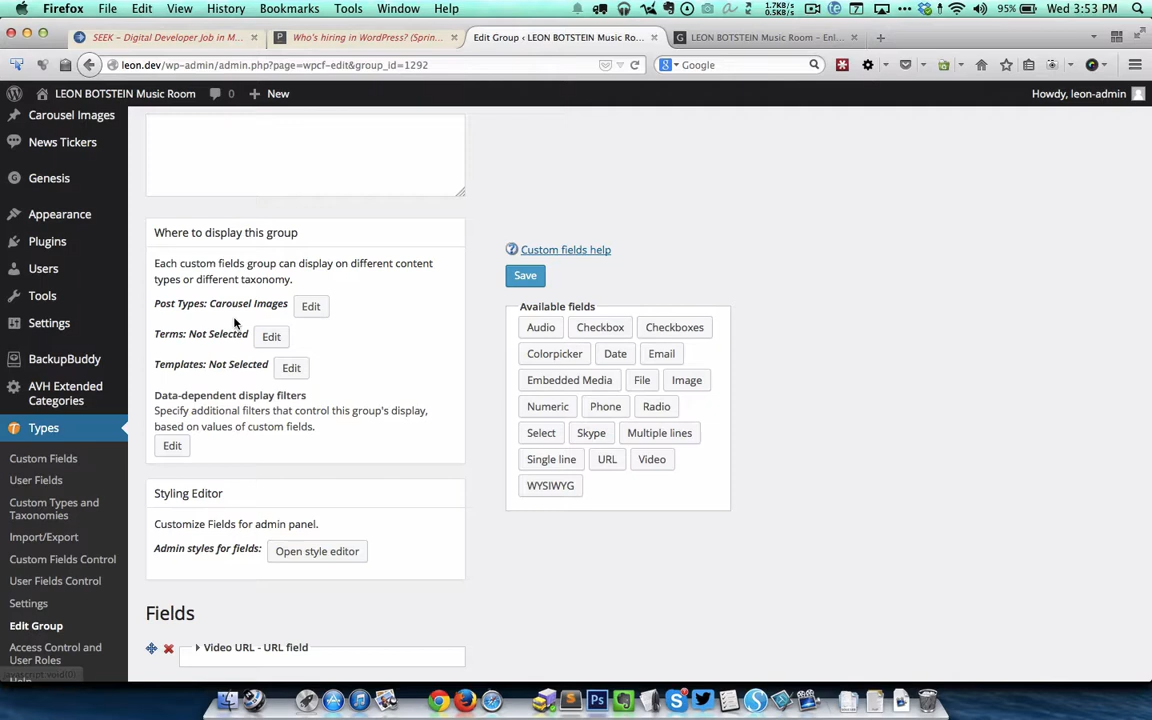 Firefox File Edit View History Bookmarks Tools Window Help 1.7KB/s 0.5KB/s 95% Wed 3:53 PM
SEEK – Digital Developer Job in M... Who's hiring in WordPress? (Sprin... Edit Group ‹ LEON BOTSTEIN Music Ro... LEON BOTSTEIN Music Room – Enl...
leon.dev/wp-admin/admin.php?page=wpcf-edit&group_id=1292 Google
LEON BOTSTEIN Music Room 0 New Howdy, leon-admin
Carousel Images
News Tickers
Genesis
Appearance
Plugins
Users
Tools
Settings
BackupBuddy
AVH Extended
Categories
Types
Custom Fields
User Fields
Custom Types and
Taxonomies
Import/Export
Custom Fields Control
User Fields Control
Settings
Edit Group
Access Control and
User Roles
Help
Where to display this group
Each custom fields group can display on different content
types or different taxonomy.
Post Types: Carousel Images Edit
Terms: Not Selected Edit
Templates: Not Selected Edit
Data-dependent display filters
Specify additional filters that control this group's display,
based on values of custom fields.
Edit
Styling Editor
Customize Fields for admin panel.
Admin styles for fields: Open style editor
Fields
Video URL - URL field
Custom fields help
Save
Available fields
Audio Checkbox Checkboxes
Colorpicker Date Email
Embedded Media File Image
Numeric Phone Radio
Select Skype Multiple lines
Single line URL Video
WYSIWYG